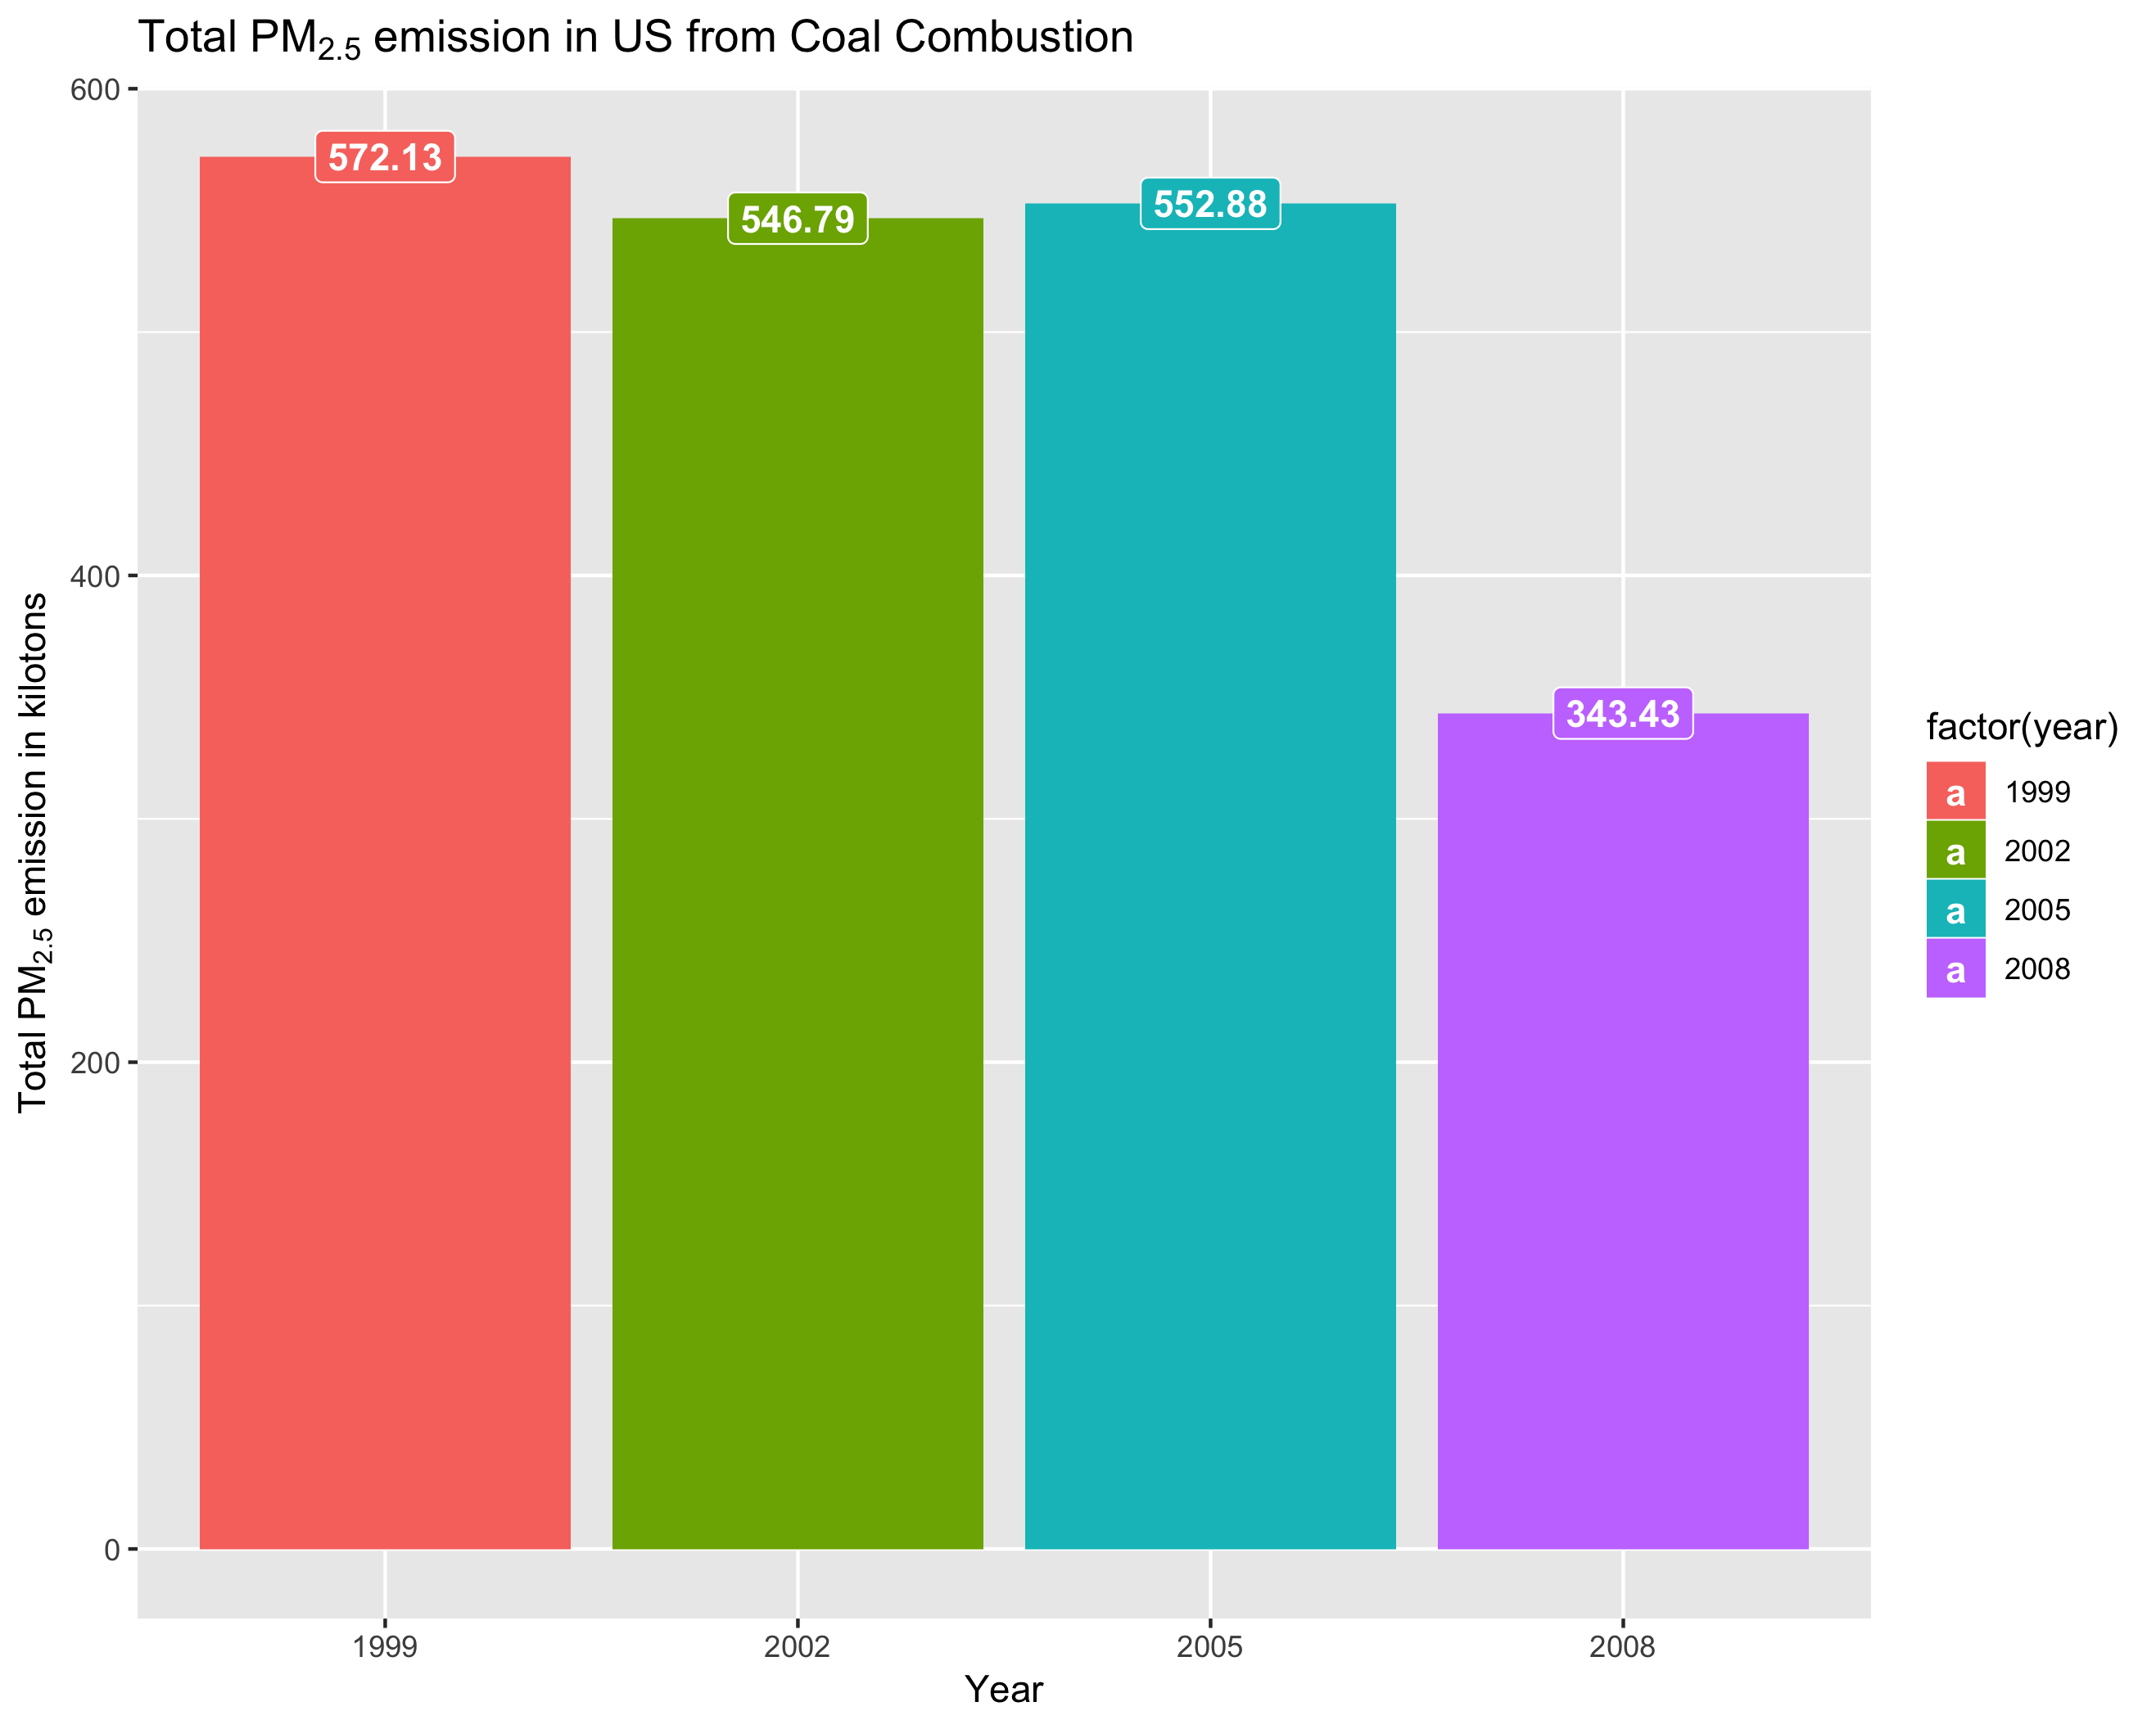 Total PM2.5 emission in US from Coal Combustion
600
400
200
0
Total PM2.5 emission in kilotons
572.13
546.79
552.88
343.43
1999
2002
2005
2008
Year
factor(year)
a 1999
a 2002
a 2005
a 2008